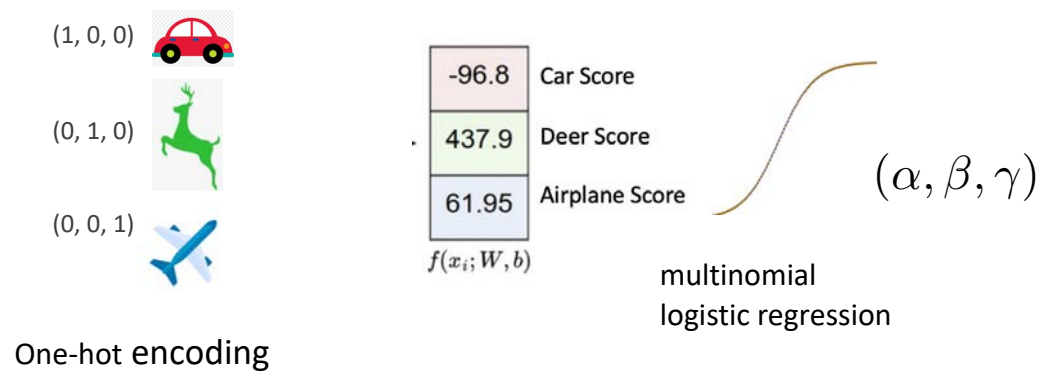 (1, 0, 0)
(0, 1, 0)
(0, 0, 1)
One-hot encoding
-96.8 Car Score
437.9 Deer Score
61.95 Airplane Score
f(x_i; W, b)
multinomial
logistic regression
(α, β, γ)